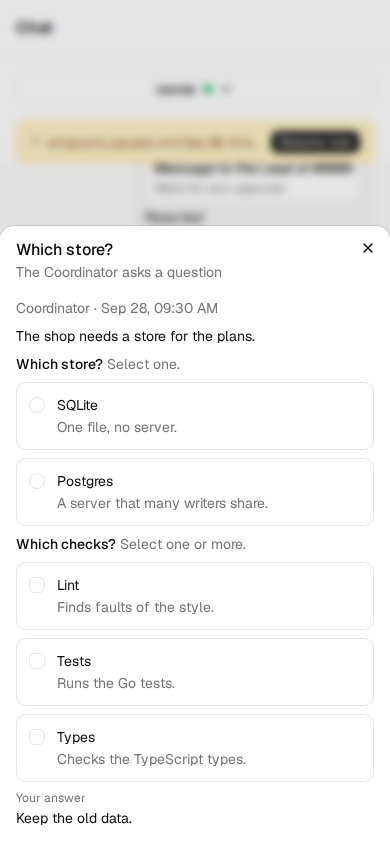 Chat
Which store?
The Coordinator asks a question
Coordinator · Sep 28, 09:30 AM
The shop needs a store for the plans.
Which store? Select one.
SQLite
One file, no server.
Postgres
A server that many writers share.
Which checks? Select one or more.
Lint
Finds faults of the style.
Tests
Runs the Go tests.
Types
Checks the TypeScript types.
Your answer
Keep the old data.